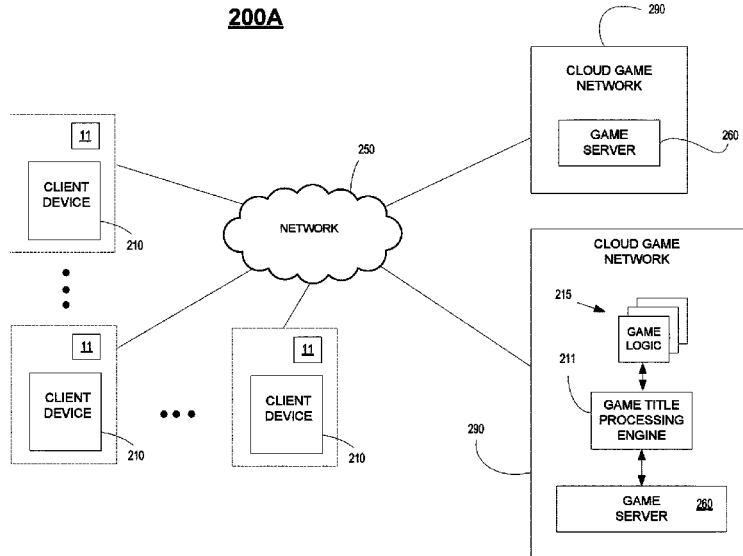 200A
290
CLOUD GAME
NETWORK
GAME
SERVER
260
11
CLIENT
DEVICE
210
250
NETWORK
CLOUD GAME
NETWORK
215
GAME
LOGIC
211
GAME TITLE
PROCESSING
ENGINE
290
GAME
SERVER
260
11
CLIENT
DEVICE
210
11
CLIENT
DEVICE
210